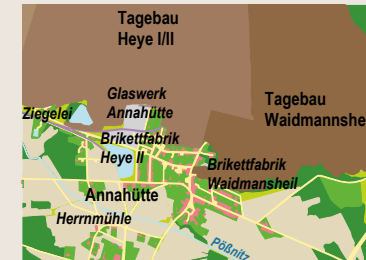 Tagebau
Heye I/II
Glaswerk
Annahütte
Ziegelei
Tagebau
Waidmannshe
Brikettfabrik
Heye II
Brikettfabrik
Waidmansheil
Annahütte
Herrnmühle
Pößnitz